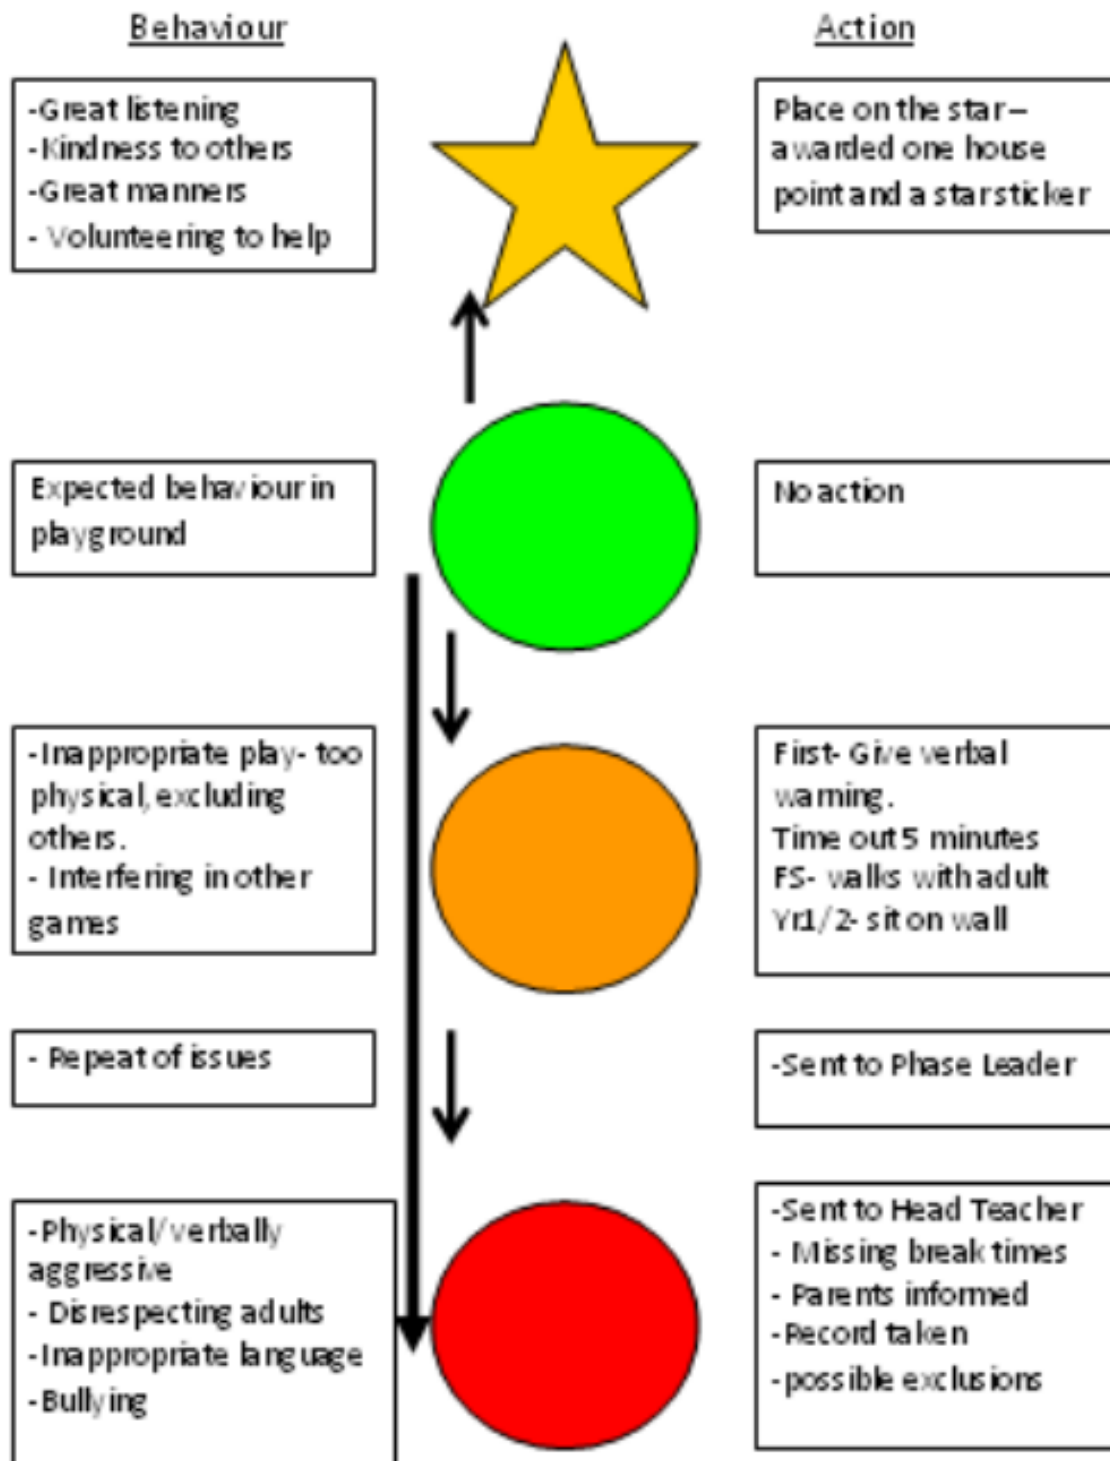 Behaviour
Action
-Great listening
-Kindness to others
-Great manners
- Volunteering to help
Place on the star –
awarded one house
point and a star sticker
Expected behaviour in
playground
No action
-Inappropriate play- too
physical, excluding
others.
- Interfering in other
games
First- Give verbal
warning.
Time out 5 minutes
FS- walks with adult
Yr1/2- sit on wall
- Repeat of issues
-Sent to Phase Leader
-Physical/verbally
aggressive
- Disrespecting adults
-Inappropriate language
-Bullying
-Sent to Head Teacher
- Missing break times
- Parents informed
-Record taken
-possible exclusions